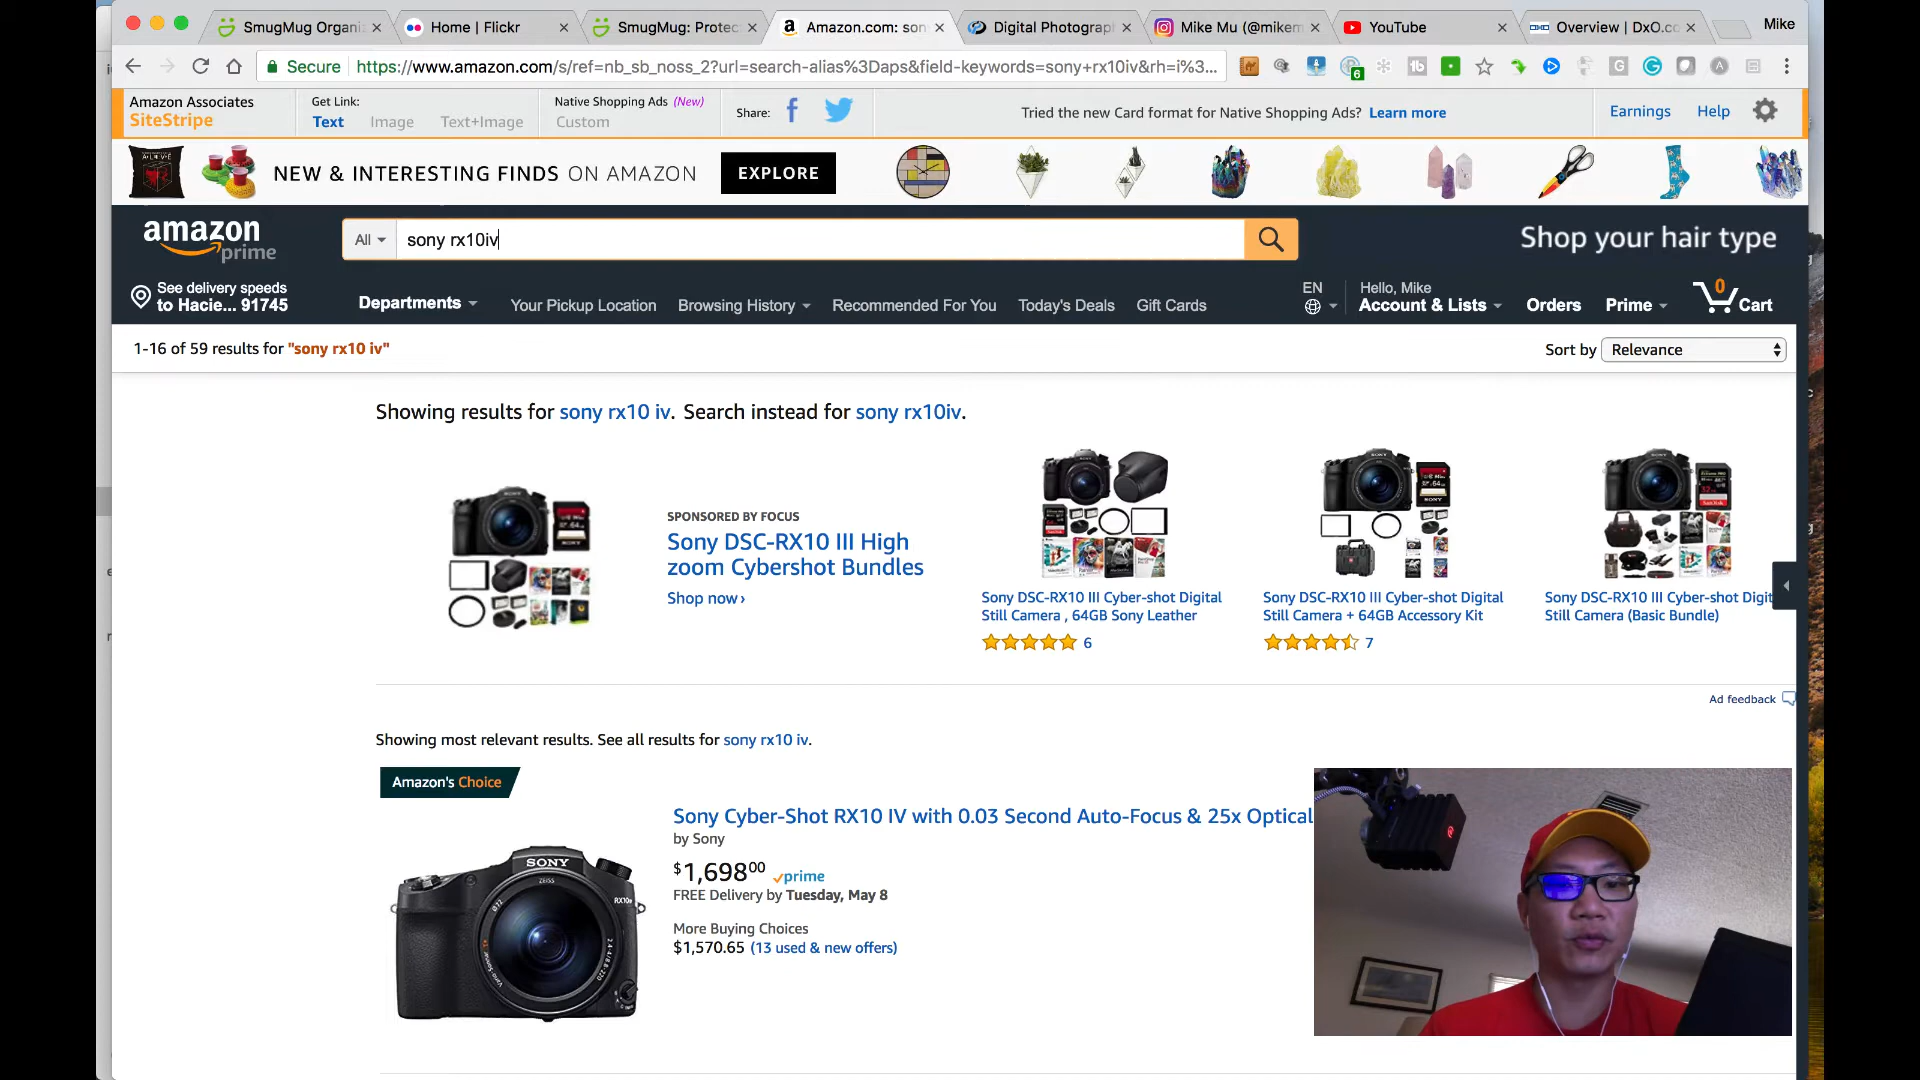 SmugMug Organi
Home | Flickr
SmugMug: Protec
Amazon.com: son
Digital Photograp
Mike Mu (@mikem
YouTube
Overview | DxO.c
Mike
Secure
https://www.amazon.com/s/ref=nb_sb_noss_2?url=search-alias%3Daps&field-keywords=sony+rx10iv&rh=i%3...
6
Amazon Associates
SiteStripe
Get Link:
Text Image Text+Image
Native Shopping Ads (New)
Custom
Share:
Tried the new Card format for Native Shopping Ads? Learn more
Earnings Help
NEW & INTERESTING FINDS ON AMAZON
EXPLORE
amazon
prime
All
sony rx10iv
Shop your hair type
See delivery speeds
to Hacie... 91745
Departments
Your Pickup Location Browsing History Recommended For You Today's Deals Gift Cards
EN
Hello, Mike
Account & Lists
Orders
Prime
0
Cart
1-16 of 59 results for "sony rx10 iv"
Sort by Relevance
Showing results for sony rx10 iv. Search instead for sony rx10iv.
SPONSORED BY FOCUS
Sony DSC-RX10 III High
zoom Cybershot Bundles
Shop now ›
Sony DSC-RX10 III Cyber-shot Digital
Still Camera , 64GB Sony Leather
6
Sony DSC-RX10 III Cyber-shot Digital
Still Camera + 64GB Accessory Kit
7
Sony DSC-RX10 III Cyber-shot Digit
Still Camera (Basic Bundle)
Ad feedback
Showing most relevant results. See all results for sony rx10 iv.
Amazon's Choice
Sony Cyber-Shot RX10 IV with 0.03 Second Auto-Focus & 25x Optical
by Sony
$1,69800 prime
FREE Delivery by Tuesday, May 8
More Buying Choices
$1,570.65 (13 used & new offers)
SONY
ZEISS
RX10IV